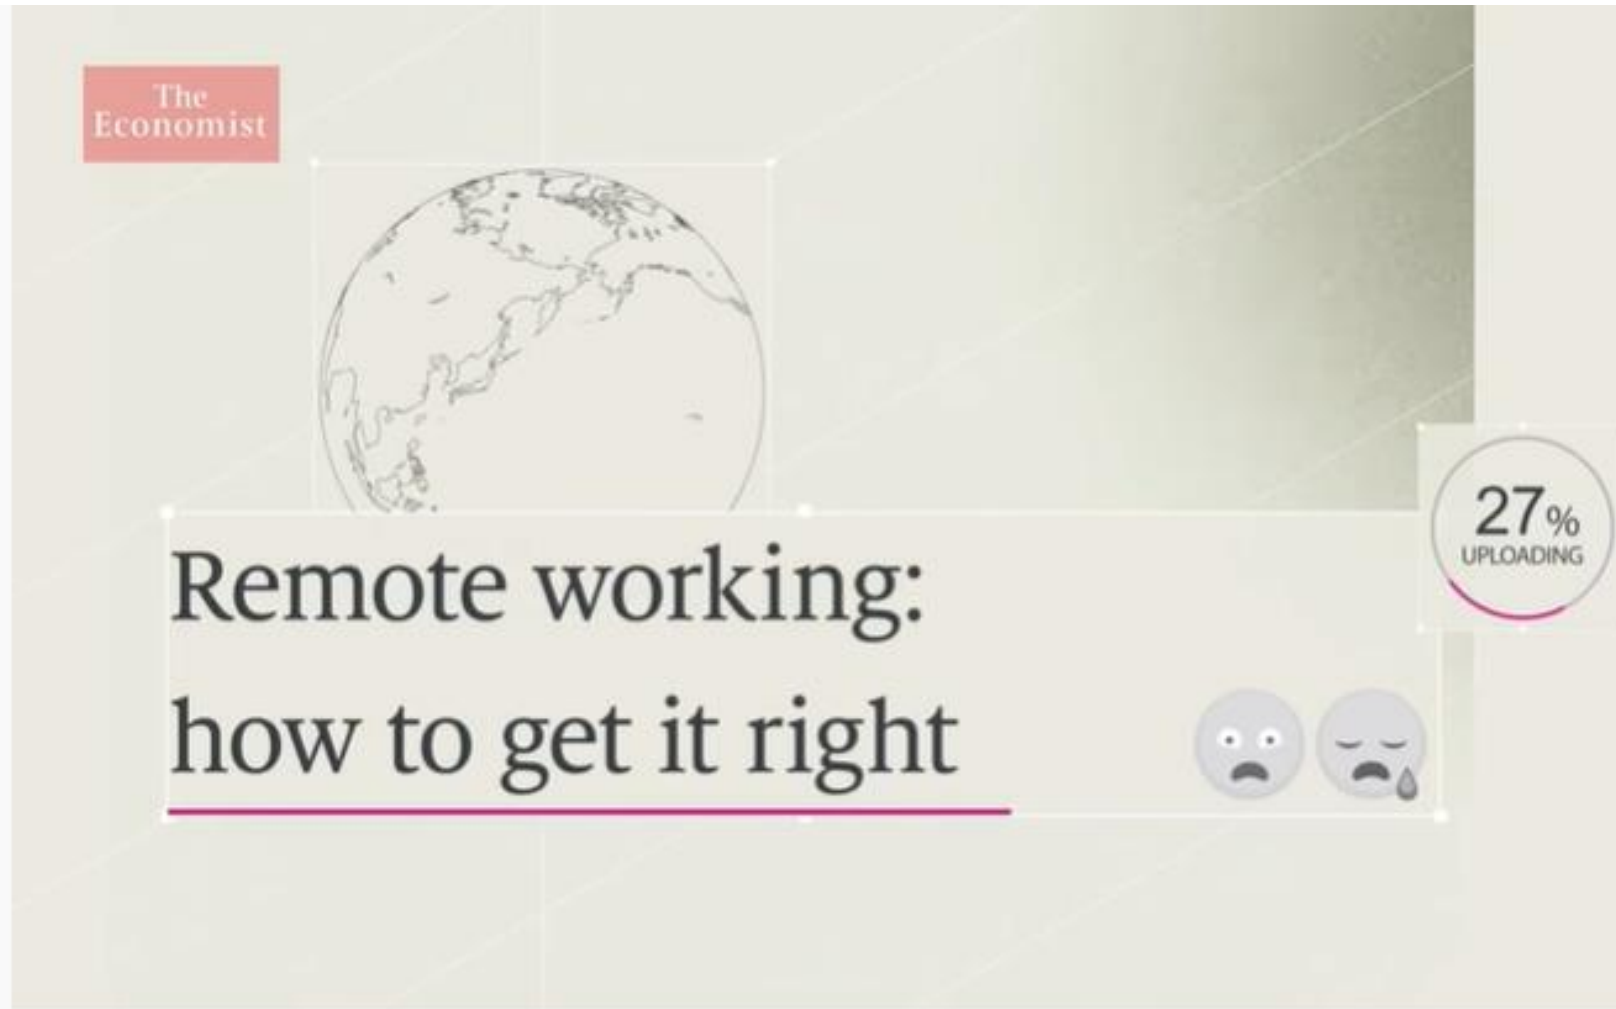 The
Economist
Remote working:
how to get it right
27%
UPLOADING